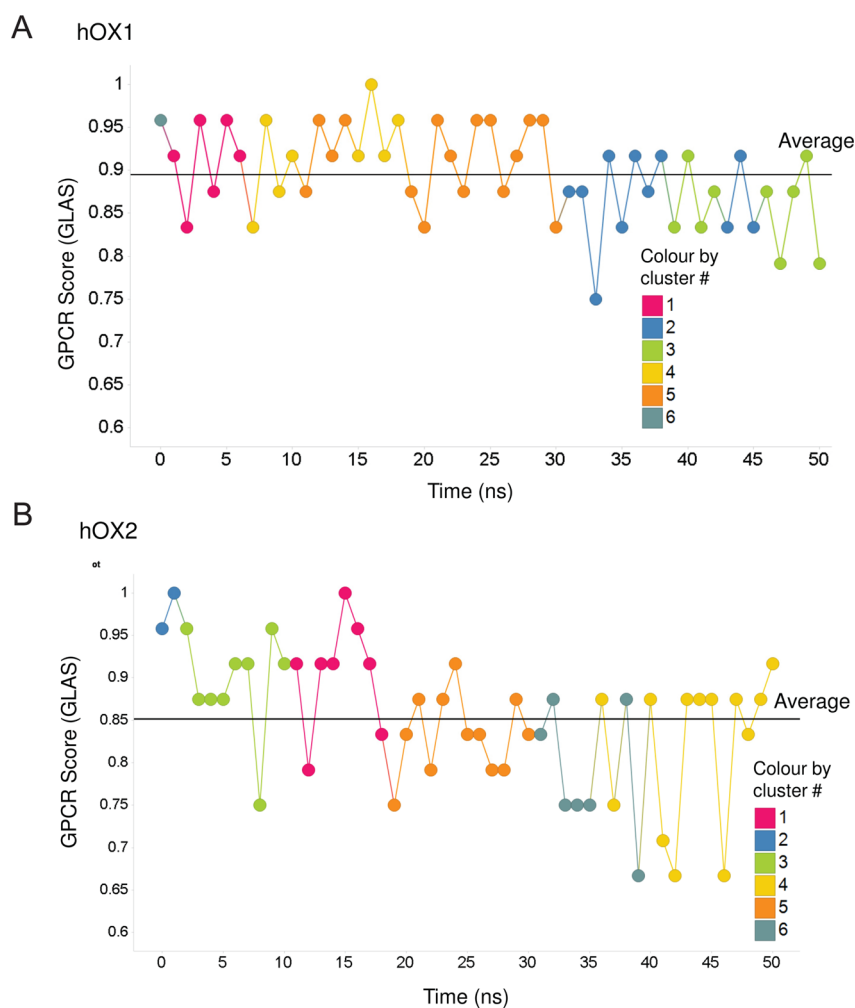 A
hOX1
GPCR Score (GLAS)
1
0.95
0.9
0.85
0.8
0.75
0.7
0.65
0.6
Average
Colour by
cluster #
1
2
3
4
5
6
0 5 10 15 20 25 30 35 40 45 50
Time (ns)
B
hOX2
ot
GPCR Score (GLAS)
1
0.95
0.9
0.85
0.8
0.75
0.7
0.65
0.6
Average
Colour by
cluster #
1
2
3
4
5
6
0 5 10 15 20 25 30 35 40 45 50
Time (ns)